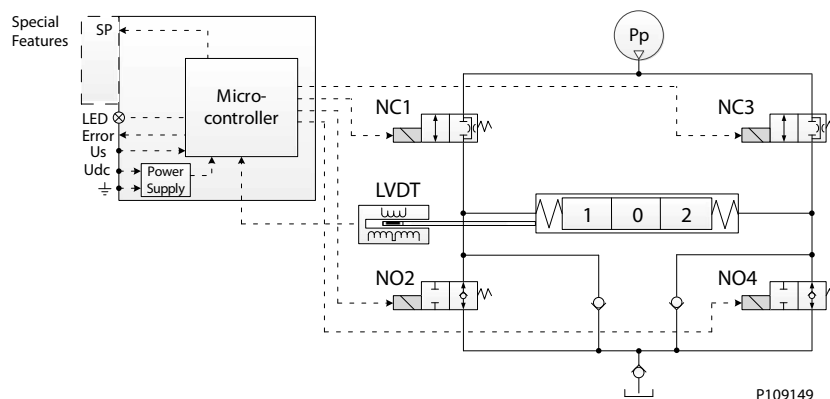 Special
Features
SP
Pp
Micro-
controller
NC1
NC3
LED
Error
Us
Udc
Power
Supply
LVDT
1 0 2
NO2
NO4
P109149